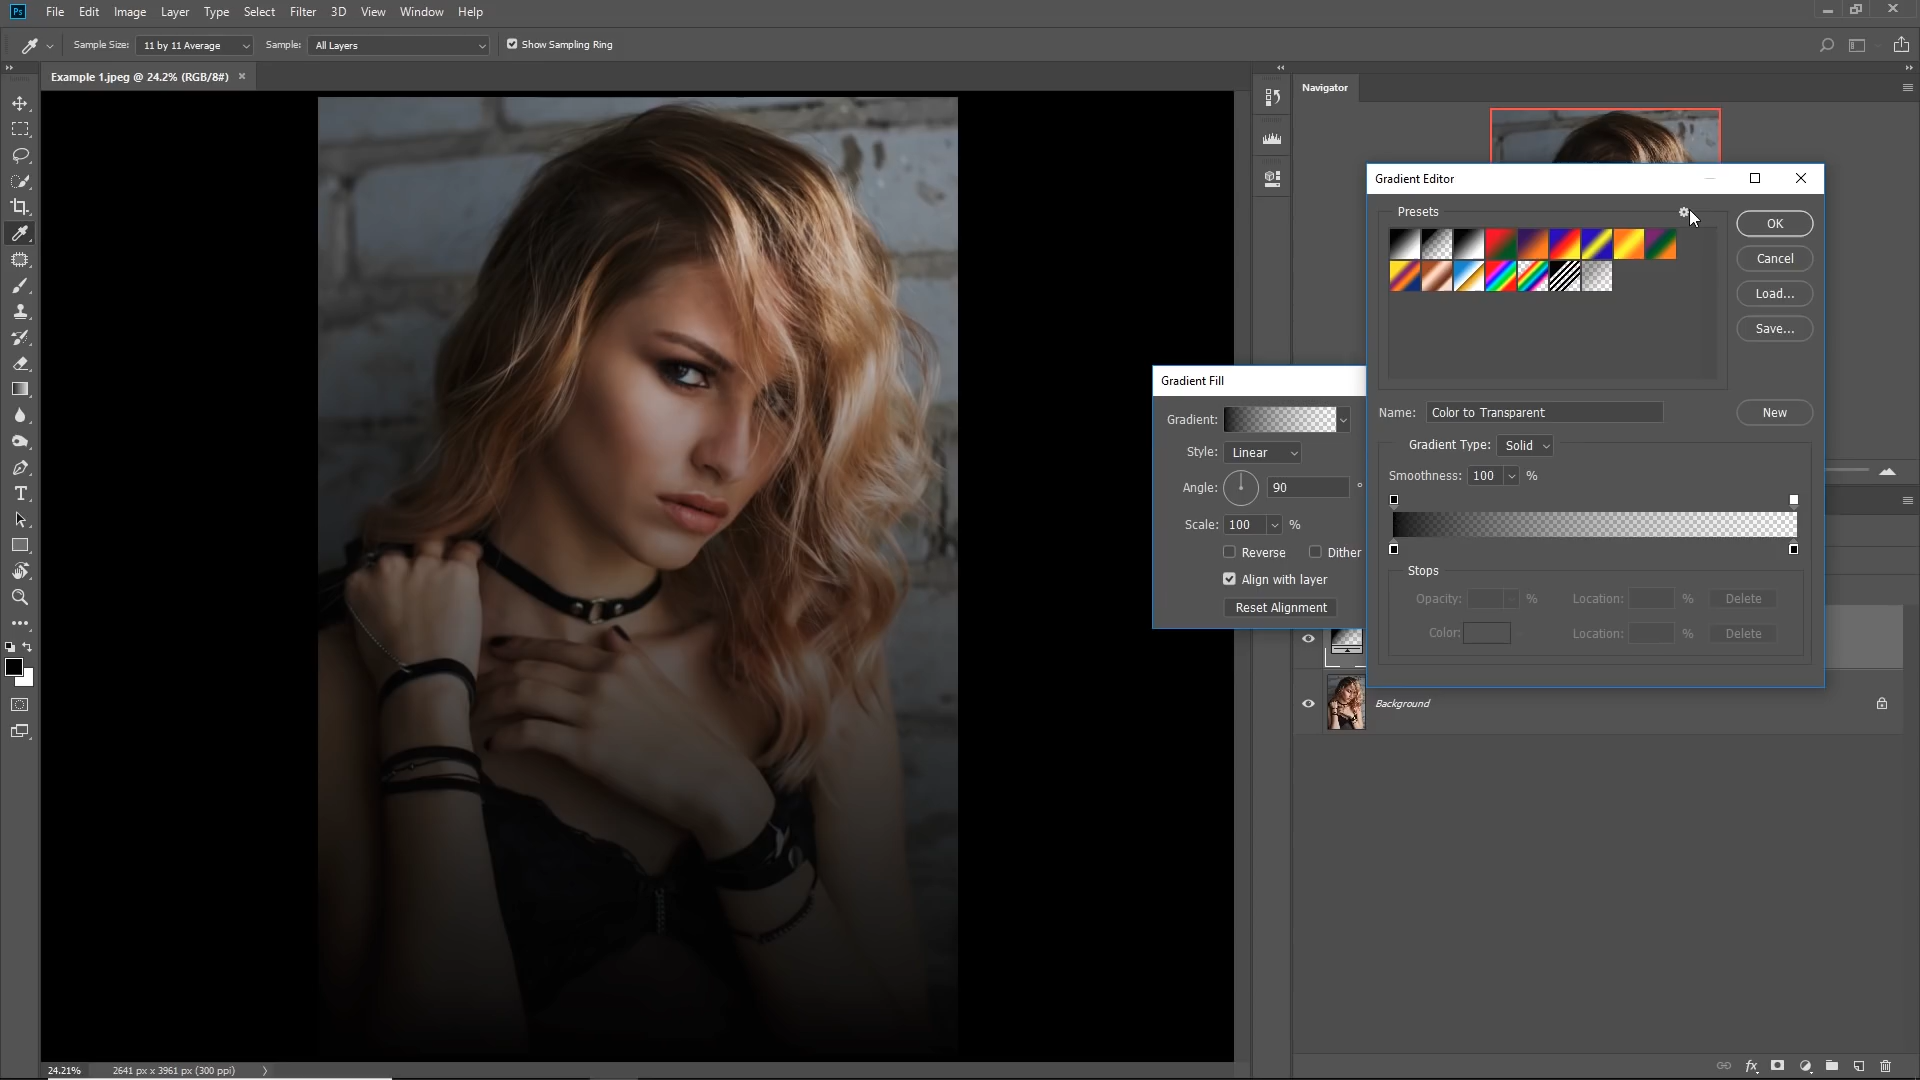 Ps File Edit Image Layer Type Select Filter 3D View Window Help
Sample Size: 11 by 11 Average Sample: All Layers Show Sampling Ring
Example 1.jpeg @ 24.2% (RGB/8#)
Navigator
Gradient Editor
Presets
OK
Cancel
Load...
Save...
Gradient Fill
Gradient:
Style: Linear
Angle: 90 °
Scale: 100 %
Reverse Dither
Align with layer
Reset Alignment
Name: Color to Transparent New
Gradient Type: Solid
Smoothness: 100 %
Stops
Opacity: % Location: % Delete
Color: Location: % Delete
Background
fx
24.21% 2641 px x 3961 px (300 ppi)